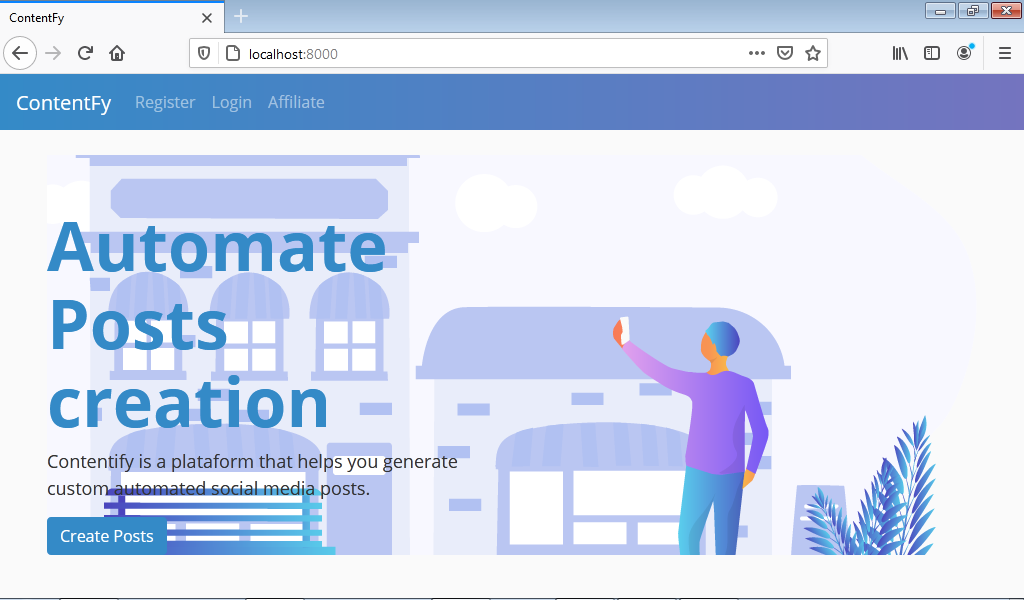 ContentFy
localhost:8000
ContentFy Register Login Affiliate
Automate
Posts
creation
Contentify is a plataform that helps you generate
custom automated social media posts.
Create Posts